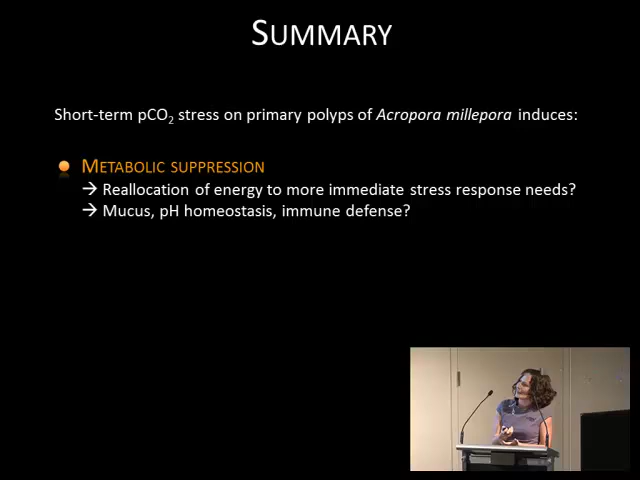 SUMMARY
Short-term pCO₂ stress on primary polyps of Acropora millepora induces:
METABOLIC SUPPRESSION
→ Reallocation of energy to more immediate stress response needs?
→ Mucus, pH homeostasis, immune defense?